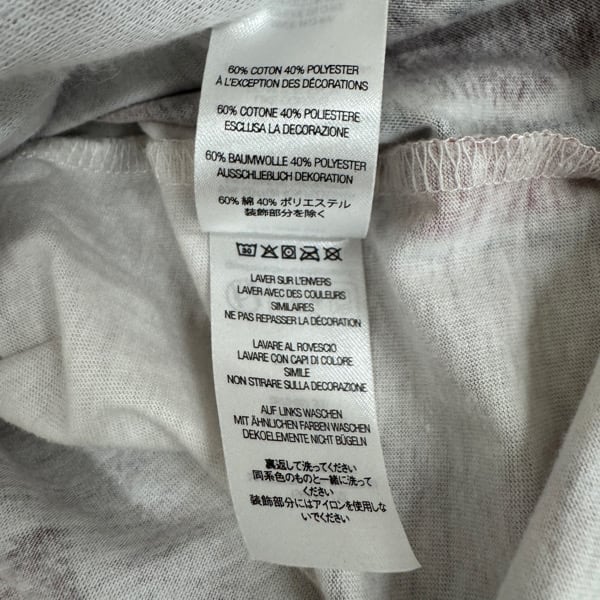 60% COTON 40% POLYESTER
À L'EXCEPTION DES DÉCORATIONS
60% COTONE 40% POLIESTERE
ESCLUSA LA DECORAZIONE
60% BAUMWOLLE 40% POLYESTER
AUSSCHLIEßLICH DEKORATION
60% 綿 40% ポリエステル
装飾部分を除く
30
LAVER SUR L'ENVERS
LAVER AVEC DES COULEURS
SIMILAIRES
NE PAS REPASSER LA DÉCORATION
LAVARE AL ROVESCIO
LAVARE CON CAPI DI COLORE
SIMILE
NON STIRARE SULLA DECORAZIONE
AUF LINKS WASCHEN
MIT ÄHNLICHEN FARBEN WASCHEN
DEKOELEMENTE NICHT BÜGELN
裏返して洗ってください
同系色のものと一緒に洗って
ください
装飾部分にはアイロンを使用しな
いでください